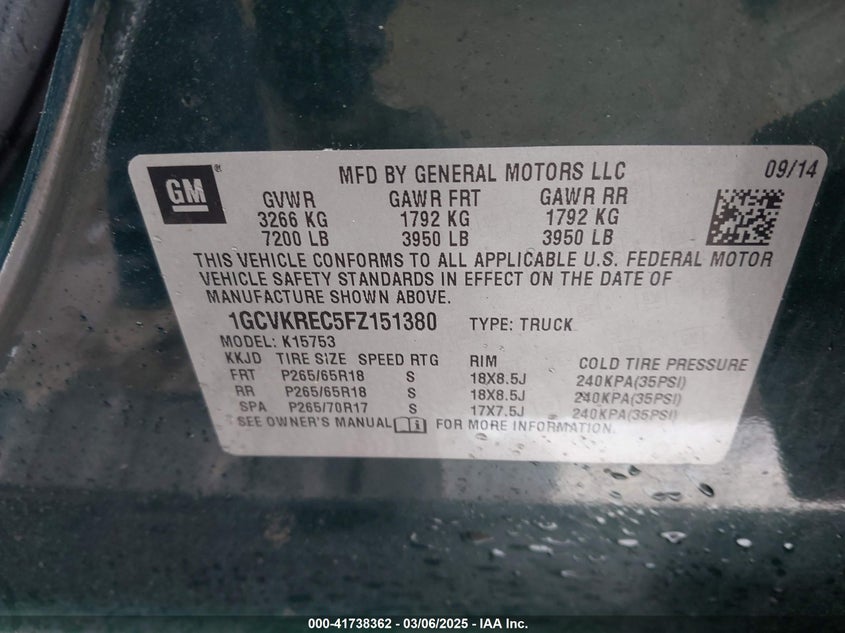 GM®
MFD BY GENERAL MOTORS LLC 09/14
GVWR GAWR FRT GAWR RR
3266 KG 1792 KG 1792 KG
7200 LB 3950 LB 3950 LB
THIS VEHICLE CONFORMS TO ALL APPLICABLE U.S. FEDERAL MOTOR
VEHICLE SAFETY STANDARDS IN EFFECT ON THE DATE OF
MANUFACTURE SHOWN ABOVE.
1GCVKREC5FZ151380 TYPE: TRUCK
MODEL: K15753
KKJD TIRE SIZE SPEED RTG RIM COLD TIRE PRESSURE
FRT P265/65R18 S 18X8.5J 240KPA(35PSI)
RR P265/65R18 S 18X8.5J 240KPA(35PSI)
SPA P265/70R17 S 17X7.5J 240KPA(35PSI)
SEE OWNER'S MANUAL FOR MORE INFORMATION.
000-41738362 - 03/06/2025 - IAA Inc.